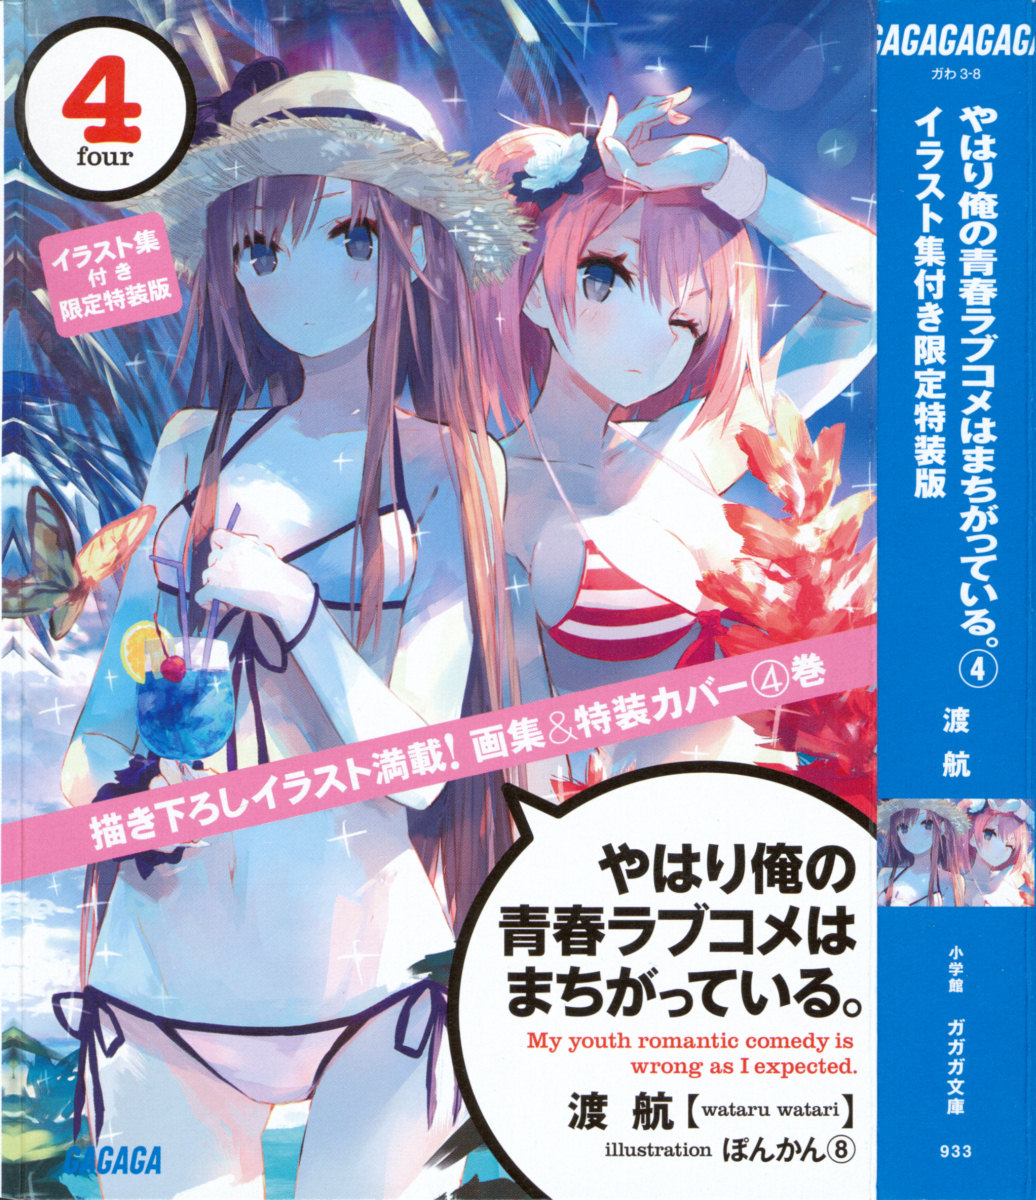 4
four
イラスト集
付き
限定特装版
描き下ろしイラスト満載! 画集&特装カバー④巻
やはり俺の
青春ラブコメは
まちがっている。
My youth romantic comedy is
wrong as I expected.
渡 航【wataru watari】
illustration ぽんかん⑧
GAGAGA
GAGAGAGAGA
ガわ 3-8
やはり俺の青春ラブコメはまちがっている。④
イラスト集付き限定特装版
渡 航
小学館 ガガガ文庫
933